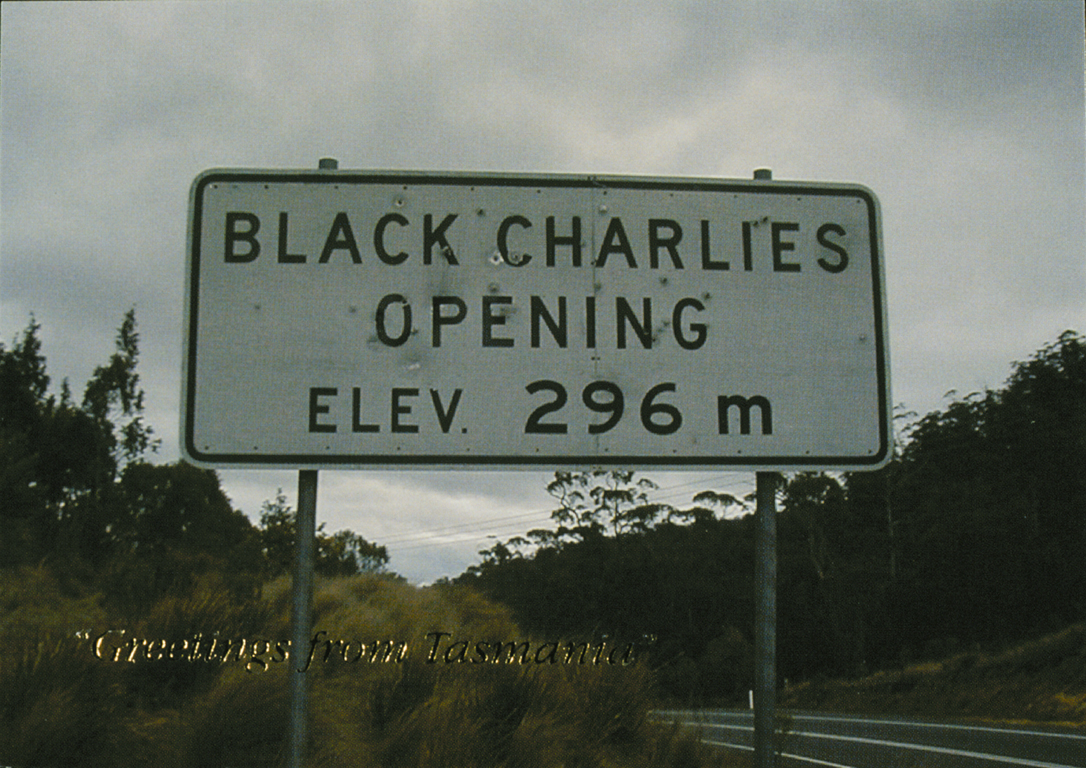 BLACK CHARLIES
OPENING
ELEV. 296 m
"Greetings from Tasmania"